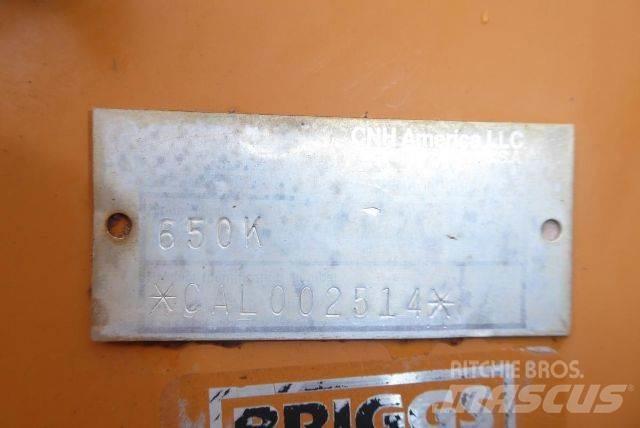 CNH America LLC
650K
*CAL002514*
RITCHIE BROS.
MASCUS
BRIGGS